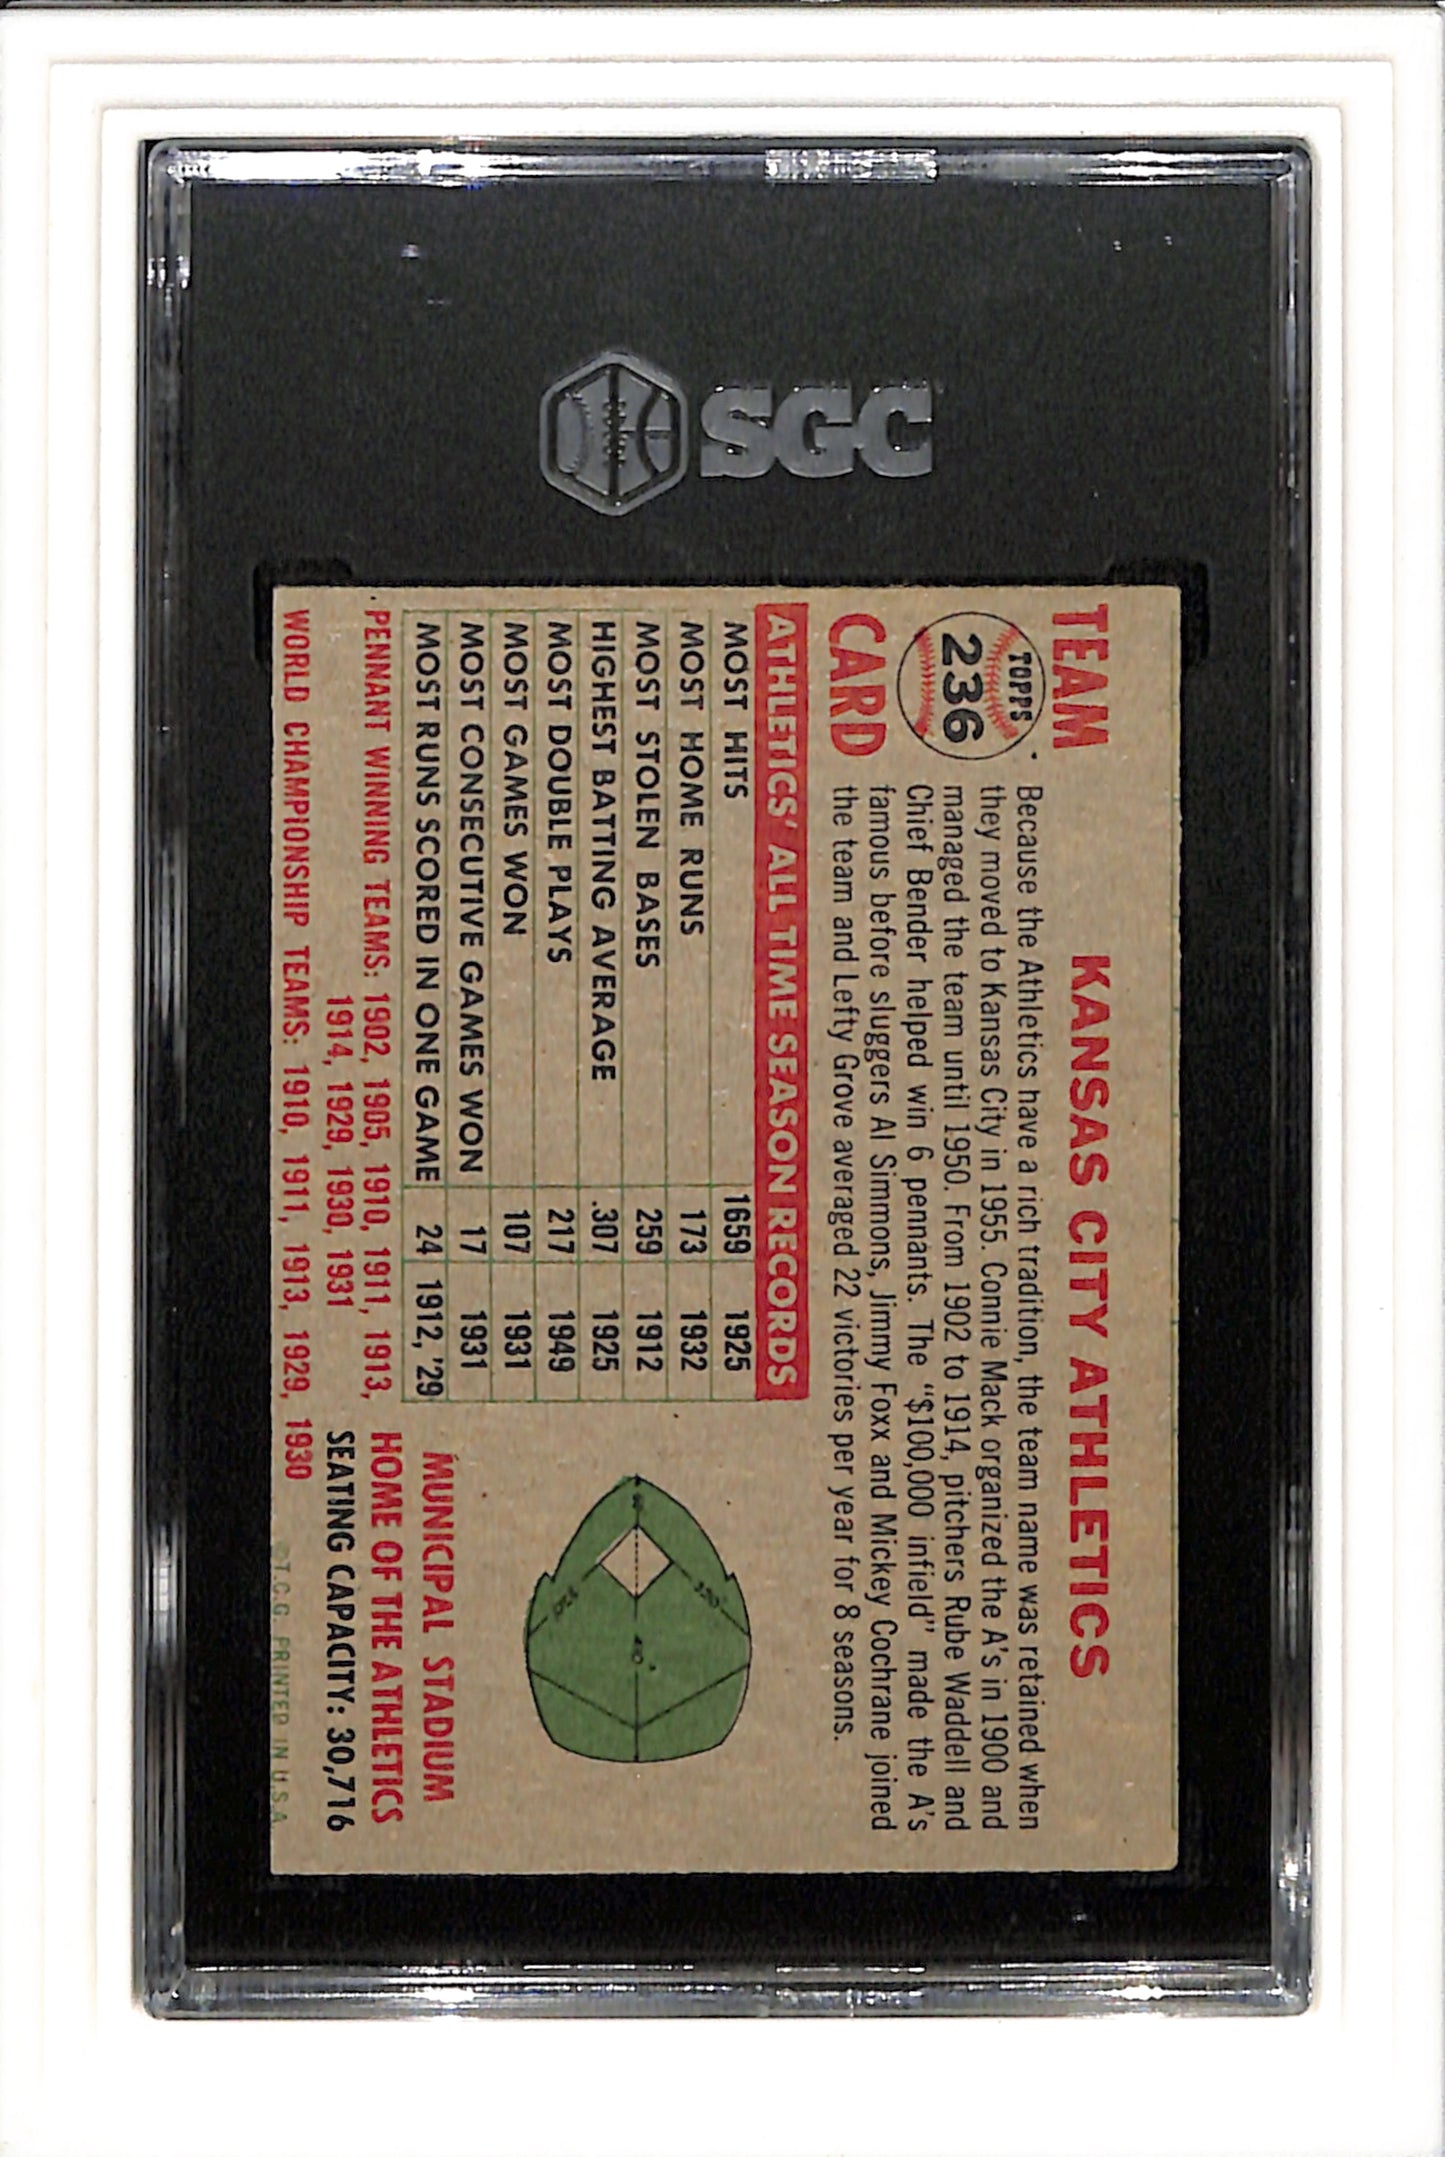 SGC
KANSAS CITY ATHLETICS
TEAM
TOPPS
236
CARD
Because the Athletics have a rich tradition, the team name was retained when
they moved to Kansas City in 1955. Connie Mack organized the A's in 1900 and
managed the team until 1950. From 1902 to 1914, pitchers Rube Waddell and
Chief Bender helped win 6 pennants. The "$100,000 infield" made the A's
famous before sluggers Al Simmons, Jimmy Foxx and Mickey Cochrane joined
the team and Lefty Grove averaged 22 victories per year for 8 seasons.
ATHLETICS' ALL TIME SEASON RECORDS
MOST HITS 1659 1925
MOST HOME RUNS 173 1932
MOST STOLEN BASES 259 1912
HIGHEST BATTING AVERAGE .307 1925
MOST DOUBLE PLAYS 217 1949
MOST GAMES WON 107 1931
MOST CONSECUTIVE GAMES WON 17 1931
MOST RUNS SCORED IN ONE GAME 24 1912, '29
PENNANT WINNING TEAMS: 1902, 1905, 1910, 1911, 1913,
1914, 1929, 1930, 1931
WORLD CHAMPIONSHIP TEAMS: 1910, 1911, 1913, 1929, 1930
MUNICIPAL STADIUM
HOME OF THE ATHLETICS
SEATING CAPACITY: 30,716
©T.C.G. PRINTED IN U.S.A.